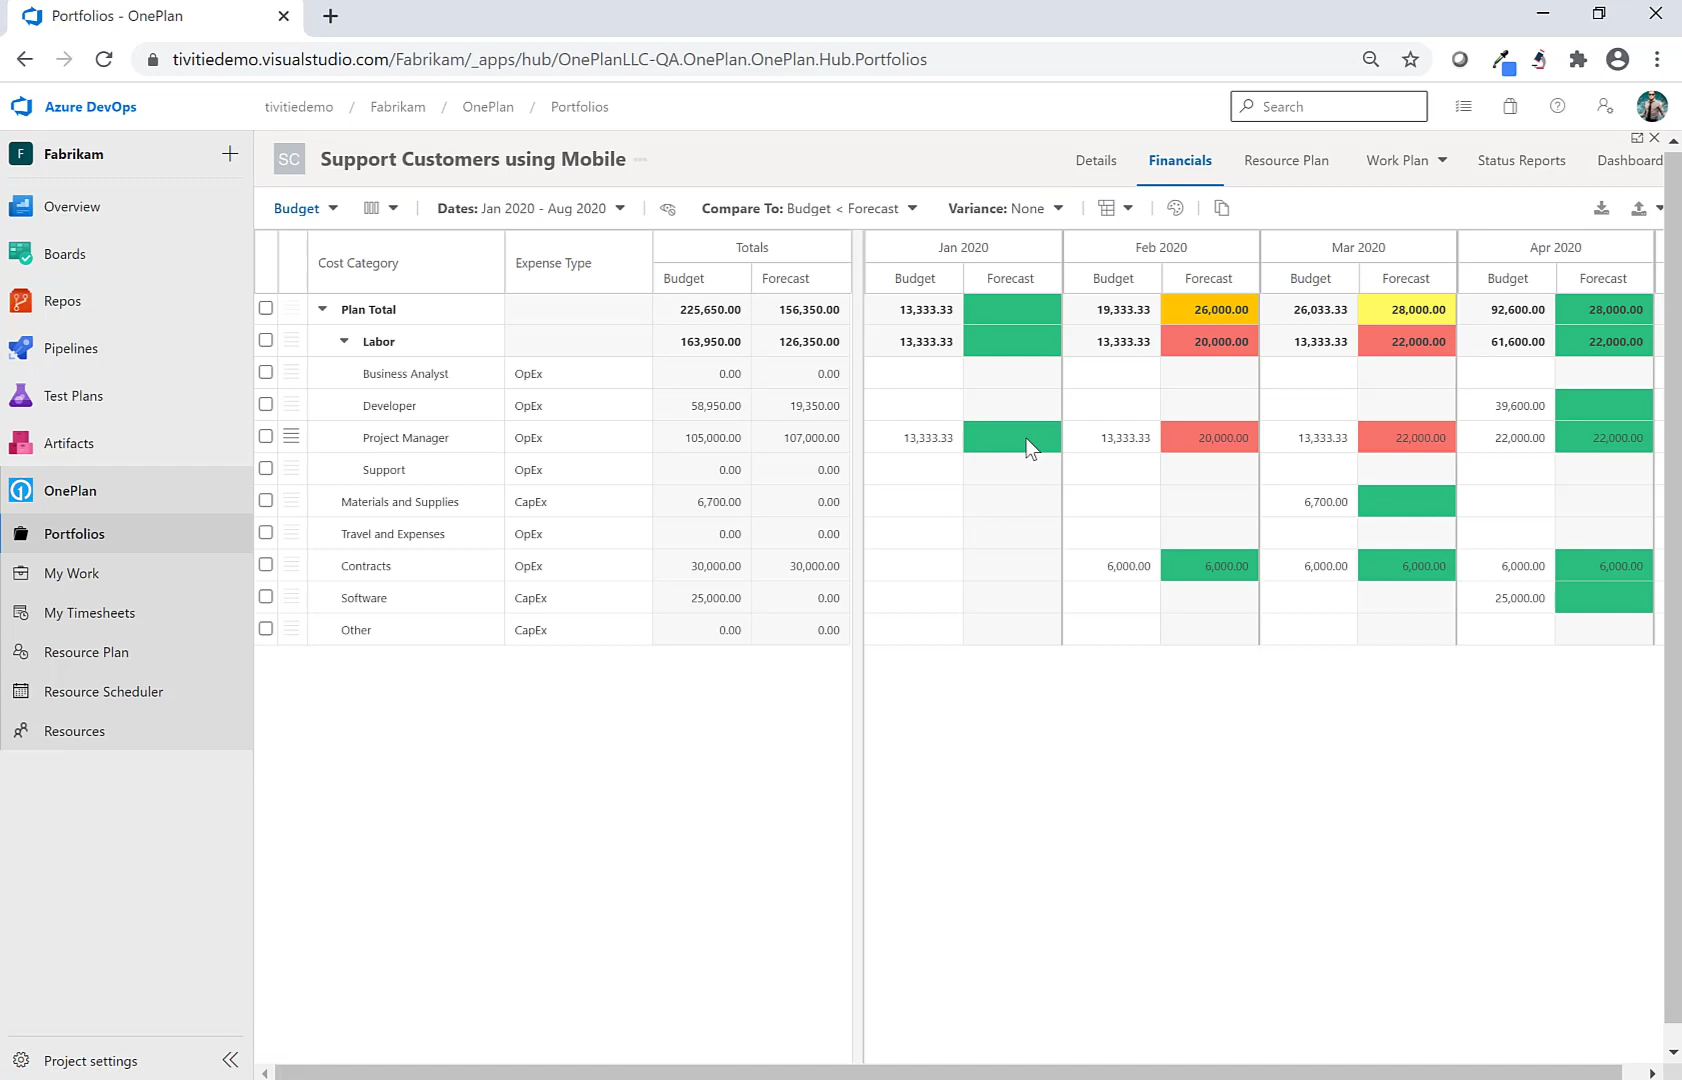 Portfolios - OnePlan
tivitiedemo.visualstudio.com/Fabrikam/_apps/hub/OnePlanLLC-QA.OnePlan.OnePlan.Hub.Portfolios
Azure DevOps
tivitiedemo / Fabrikam / OnePlan / Portfolios
Search
F Fabrikam
Overview
Boards
Repos
Pipelines
Test Plans
Artifacts
OnePlan
Portfolios
My Work
My Timesheets
Resource Plan
Resource Scheduler
Resources
Project settings
SC Support Customers using Mobile
Details Financials Resource Plan Work Plan Status Reports Dashboard
Budget Dates: Jan 2020 - Aug 2020 Compare To: Budget < Forecast Variance: None
Cost Category Expense Type Totals Jan 2020 Feb 2020 Mar 2020 Apr 2020
Budget Forecast Budget Forecast Budget Forecast Budget Forecast Budget Forecast
Plan Total 225,650.00 156,350.00 13,333.33 19,333.33 26,000.00 26,033.33 28,000.00 92,600.00 28,000.00
Labor 163,950.00 126,350.00 13,333.33 13,333.33 20,000.00 13,333.33 22,000.00 61,600.00 22,000.00
Business Analyst OpEx 0.00 0.00
Developer OpEx 58,950.00 19,350.00 39,600.00
Project Manager OpEx 105,000.00 107,000.00 13,333.33 13,333.33 20,000.00 13,333.33 22,000.00 22,000.00 22,000.00
Support OpEx 0.00 0.00
Materials and Supplies CapEx 6,700.00 0.00 6,700.00
Travel and Expenses OpEx 0.00 0.00
Contracts OpEx 30,000.00 30,000.00 6,000.00 6,000.00 6,000.00 6,000.00 6,000.00 6,000.00
Software CapEx 25,000.00 0.00 25,000.00
Other CapEx 0.00 0.00